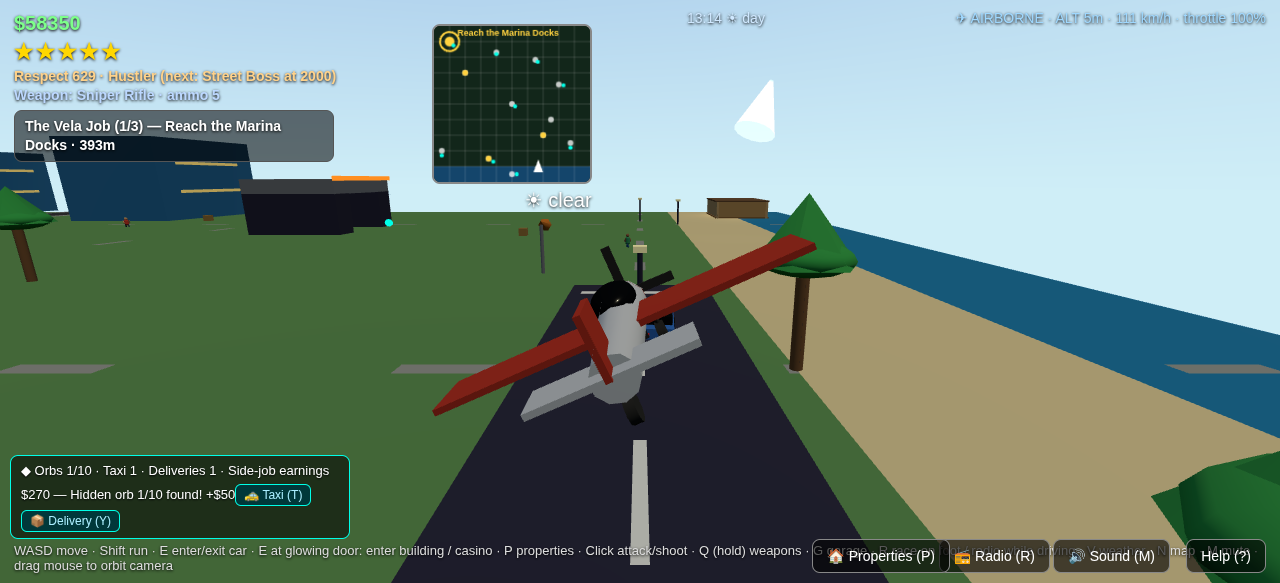 $58350
13:14 ☀ day
✈ AIRBORNE · ALT 5m · 111 km/h · throttle 100%
★★★★★
Respect 629 · Hustler (next: Street Boss at 2000)
Weapon: Sniper Rifle · ammo 5
The Vela Job (1/3) — Reach the Marina
Docks · 393m
Reach the Marina Docks
☀ clear
◆ Orbs 1/10 · Taxi 1 · Deliveries 1 · Side-job earnings
$270 — Hidden orb 1/10 found! +$50 🚕 Taxi (T)
📦 Delivery (Y)
WASD move · Shift run · E enter/exit car · E at glowing door: enter building / casino · P properties · Click attack/shoot · Q (hold) weapons · G garage · N map · M mute ·
drag mouse to orbit camera
🏠 Properties (P)
📻 Radio (R)
🔊 Sound (M)
Help (?)